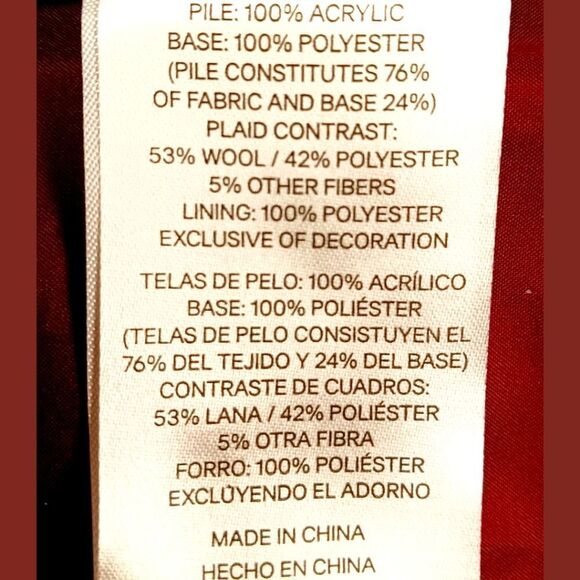 PILE: 100% ACRYLIC
BASE: 100% POLYESTER
(PILE CONSTITUTES 76%
OF FABRIC AND BASE 24%)
PLAID CONTRAST:
53% WOOL / 42% POLYESTER
5% OTHER FIBERS
LINING: 100% POLYESTER
EXCLUSIVE OF DECORATION
TELAS DE PELO: 100% ACRÍLICO
BASE: 100% POLIÉSTER
(TELAS DE PELO CONSISTUYEN EL
76% DEL TEJIDO Y 24% DEL BASE)
CONTRASTE DE CUADROS:
53% LANA / 42% POLIÉSTER
5% OTRA FIBRA
FORRO: 100% POLIÉSTER
EXCLUYENDO EL ADORNO
MADE IN CHINA
HECHO EN CHINA